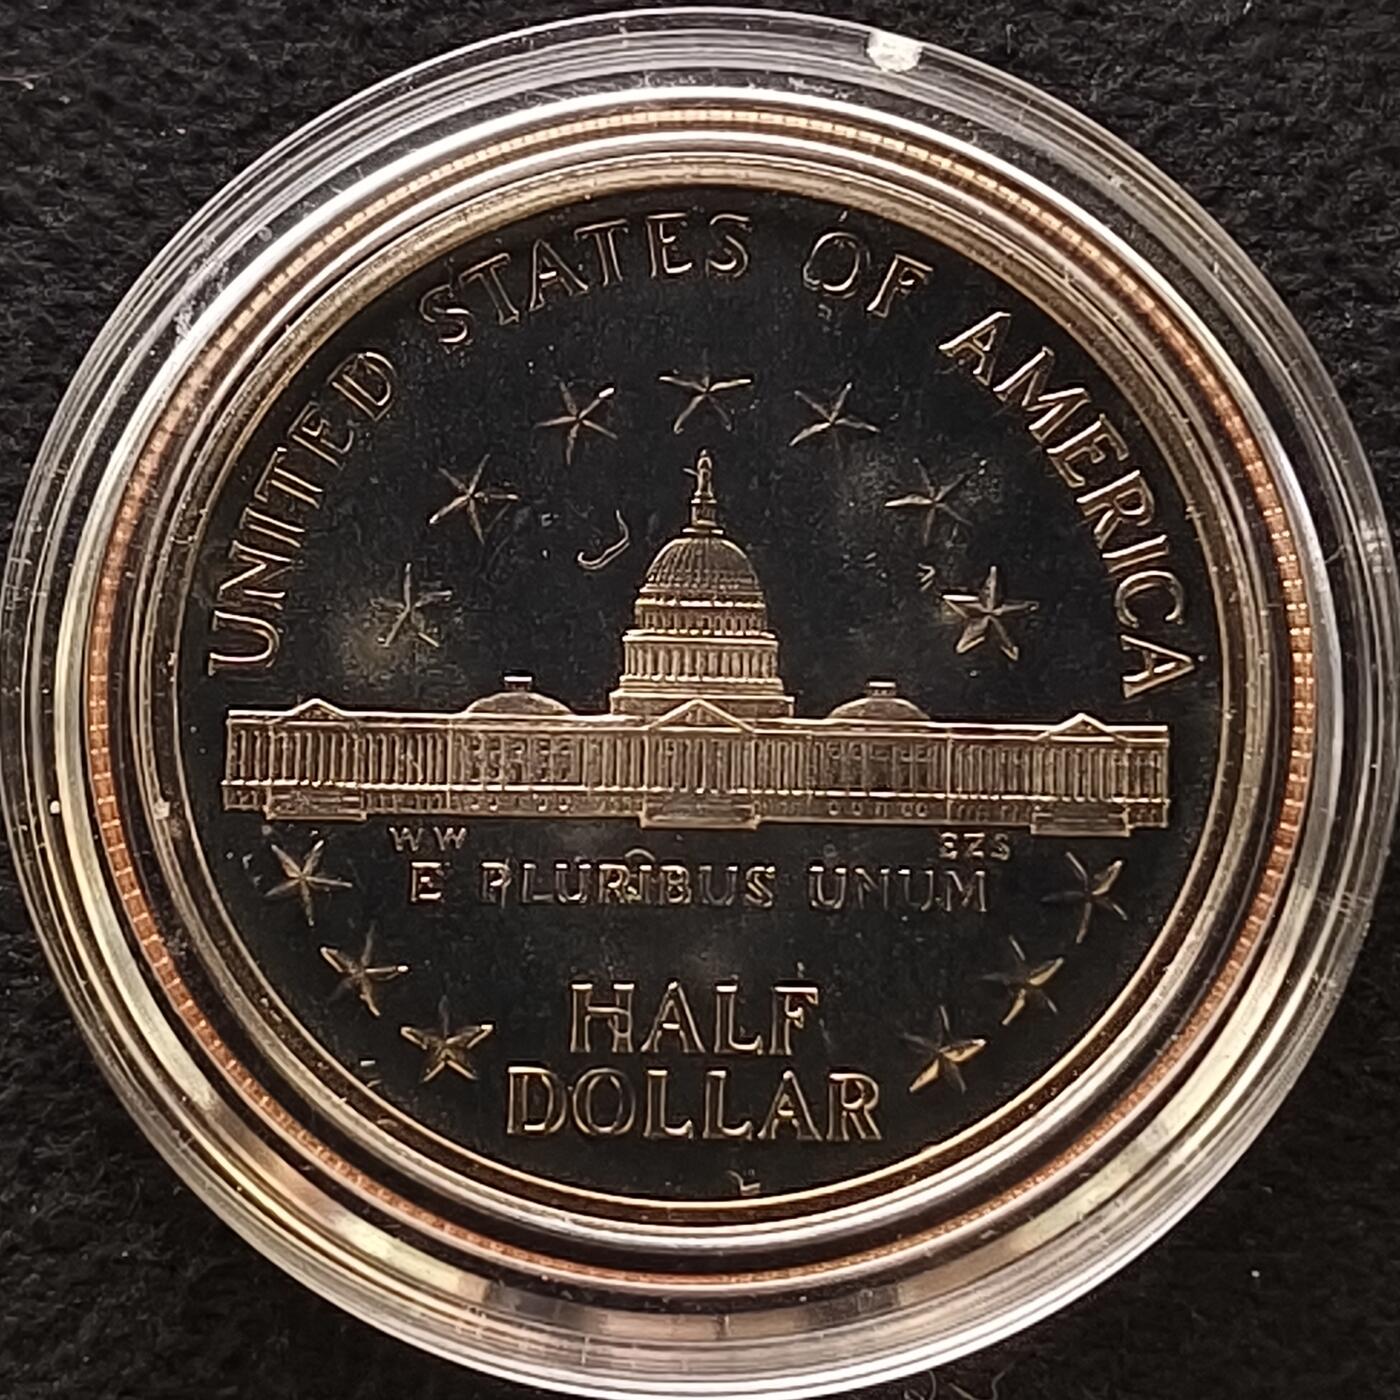 UNITED STATES OF AMERICA
WW EZS
E PLURIBUS UNUM
HALF
DOLLAR